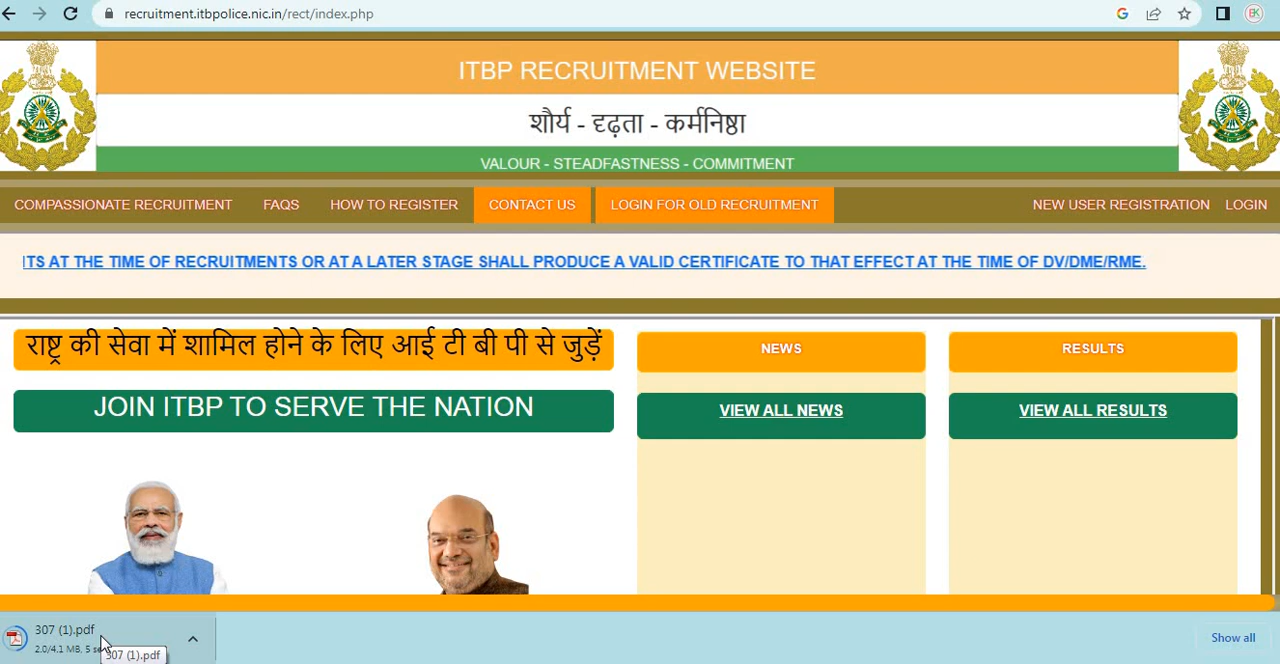 recruitment.itbpolice.nic.in/rect/index.php
ITBP RECRUITMENT WEBSITE
शौर्य - दृढ़ता - कर्मनिष्ठा
VALOUR - STEADFASTNESS - COMMITMENT
COMPASSIONATE RECRUITMENT FAQS HOW TO REGISTER CONTACT US LOGIN FOR OLD RECRUITMENT NEW USER REGISTRATION LOGIN
ITS AT THE TIME OF RECRUITMENTS OR AT A LATER STAGE SHALL PRODUCE A VALID CERTIFICATE TO THAT EFFECT AT THE TIME OF DV/DME/RME.
राष्ट्र की सेवा में शामिल होने के लिए आई टी बी पी से जुड़ें
JOIN ITBP TO SERVE THE NATION
NEWS
VIEW ALL NEWS
RESULTS
VIEW ALL RESULTS
307 (1).pdf
2.0/4.1 MB, 5 se
307 (1).pdf
Show all